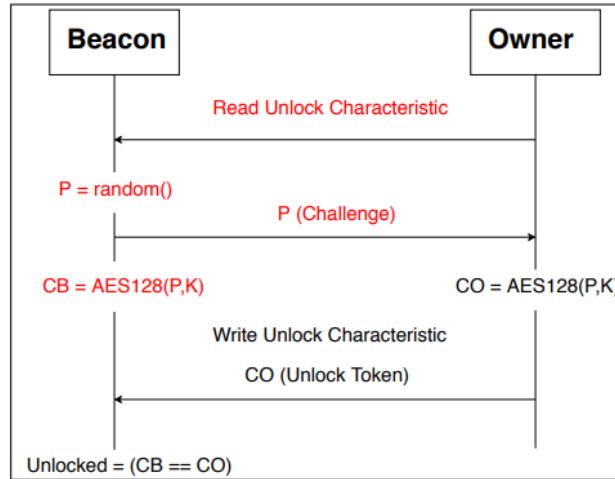 Beacon
Owner
Read Unlock Characteristic
P = random()
P (Challenge)
CB = AES128(P,K)
CO = AES128(P,K)
Write Unlock Characteristic
CO (Unlock Token)
Unlocked = (CB == CO)